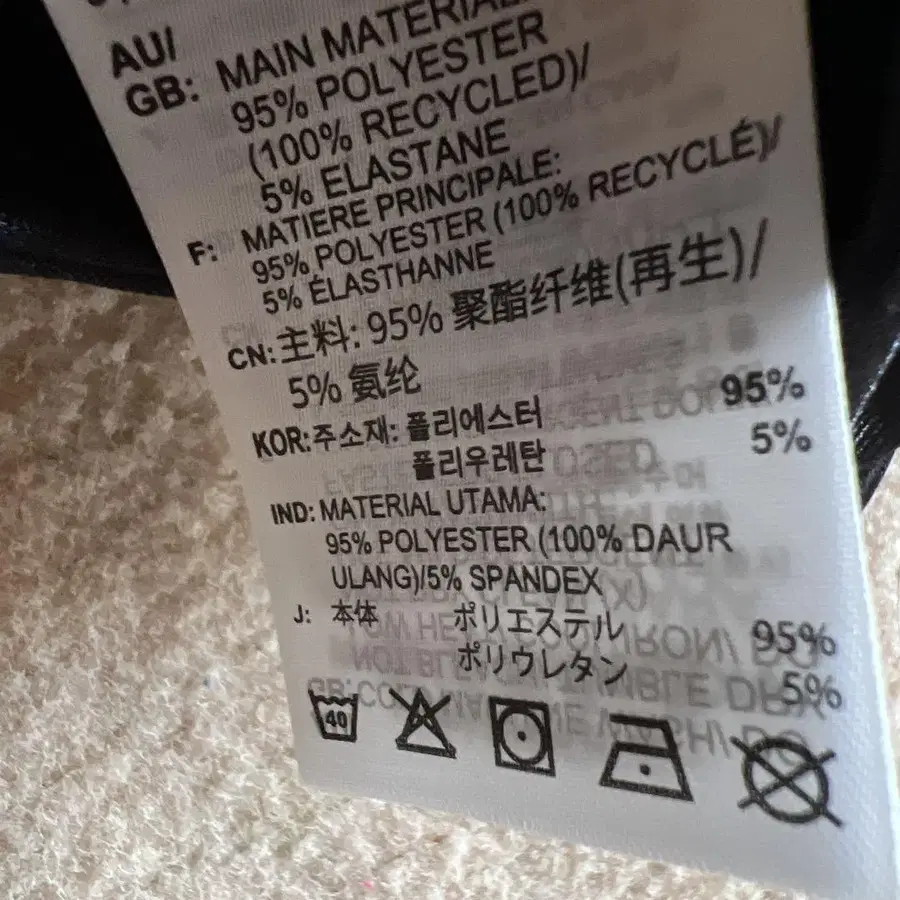 AU/
GB: MAIN MATERIAL
95% POLYESTER
(100% RECYCLED)/
5% ELASTANE
F: MATIERE PRINCIPALE:
95% POLYESTER (100% RECYCLÉ)/
5% ÉLASTHANNE
CN: 主料: 95% 聚酯纤维(再生)/
5% 氨纶
KOR: 주소재: 폴리에스터 95%
폴리우레탄 5%
IND: MATERIAL UTAMA:
95% POLYESTER (100% DAUR
ULANG)/5% SPANDEX
J: 本体 ポリエステル 95%
ポリウレタン 5%
40